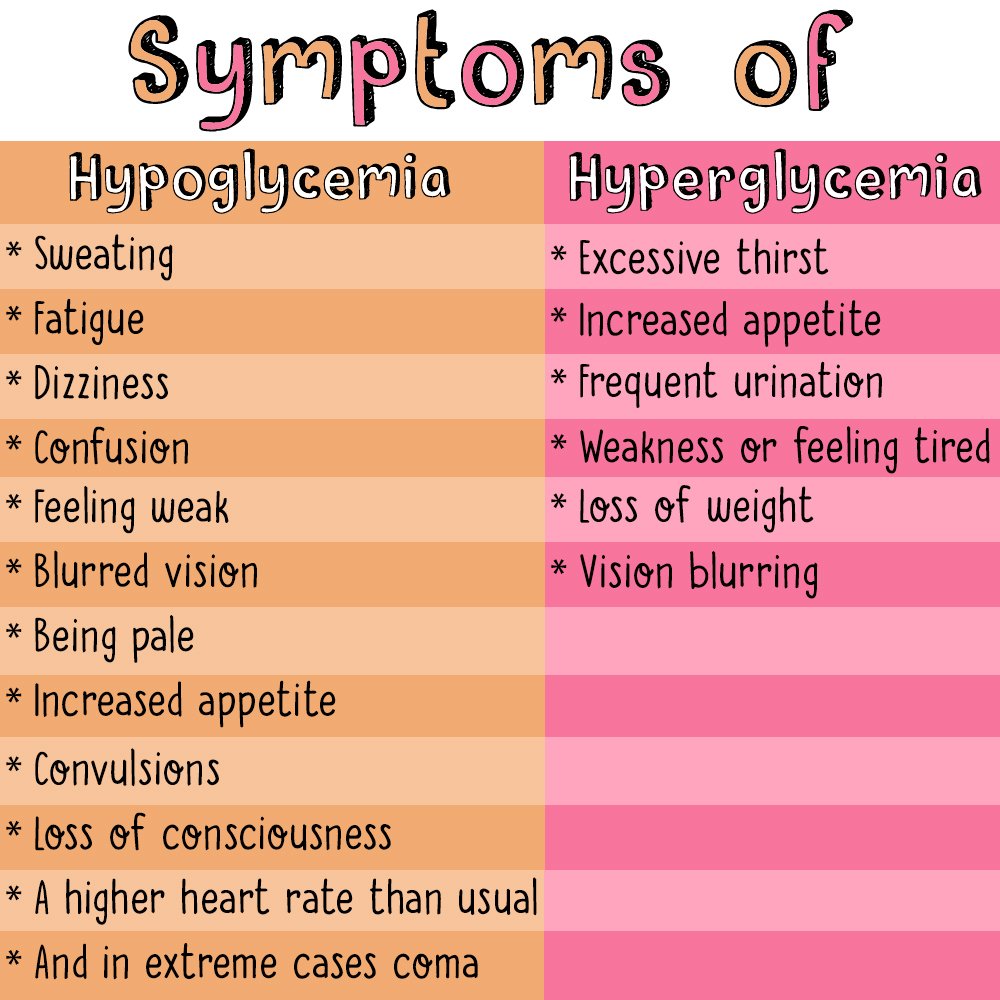 Symptoms of
Hypoglycemia
* Sweating
* Fatigue
* Dizziness
* Confusion
* Feeling weak
* Blurred vision
* Being pale
* Increased appetite
* Convulsions
* Loss of consciousness
* A higher heart rate than usual
* And in extreme cases coma
Hyperglycemia
* Excessive thirst
* Increased appetite
* Frequent urination
* Weakness or feeling tired
* Loss of weight
* Vision blurring